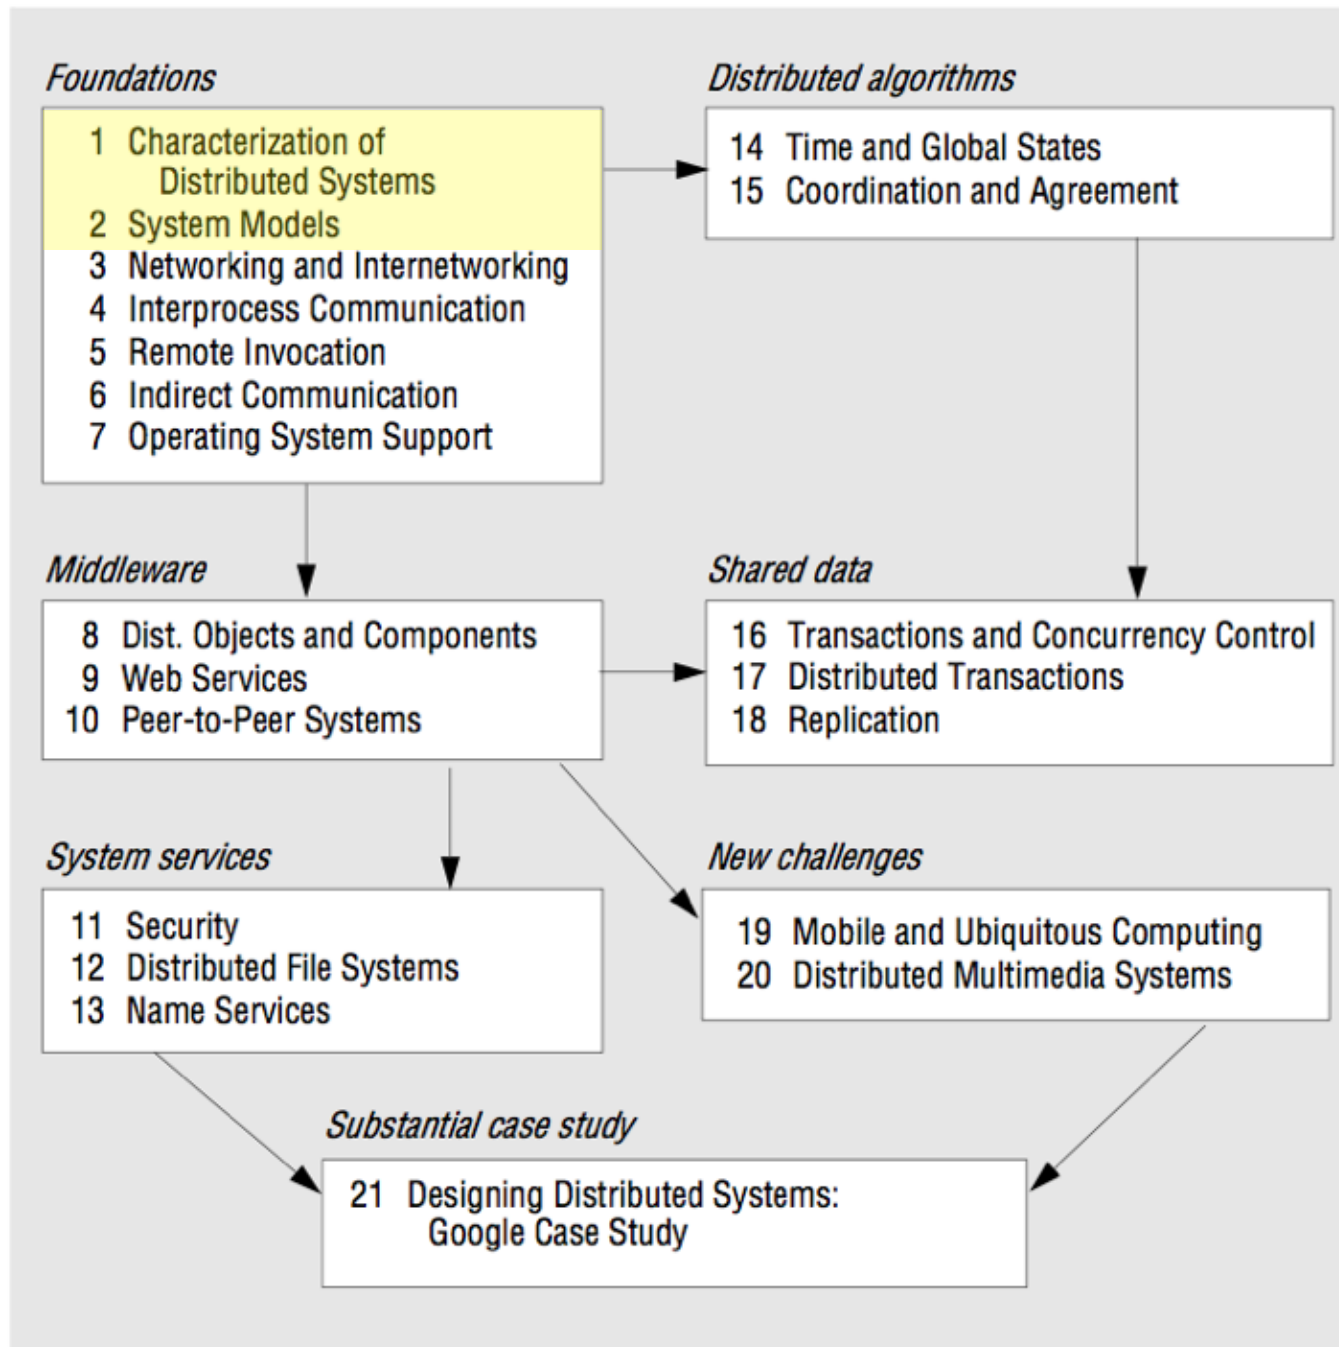 Foundations
1 Characterization of
Distributed Systems
2 System Models
3 Networking and Internetworking
4 Interprocess Communication
5 Remote Invocation
6 Indirect Communication
7 Operating System Support
Distributed algorithms
14 Time and Global States
15 Coordination and Agreement
Middleware
8 Dist. Objects and Components
9 Web Services
10 Peer-to-Peer Systems
Shared data
16 Transactions and Concurrency Control
17 Distributed Transactions
18 Replication
System services
11 Security
12 Distributed File Systems
13 Name Services
New challenges
19 Mobile and Ubiquitous Computing
20 Distributed Multimedia Systems
Substantial case study
21 Designing Distributed Systems:
Google Case Study